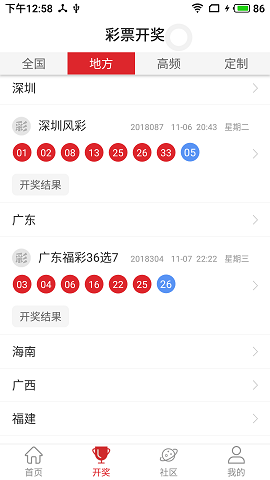 下午12:58 86
彩票开奖
全国 地方 高频 定制
深圳
彩 深圳风彩 2018087 11-06 20:43 星期二
01 02 08 13 25 26 33 05
开奖结果
广东
彩 广东福彩36选7 2018304 11-07 22:22 星期三
03 04 06 16 22 25 26
开奖结果
海南
广西
福建
首页 开奖 社区 我的